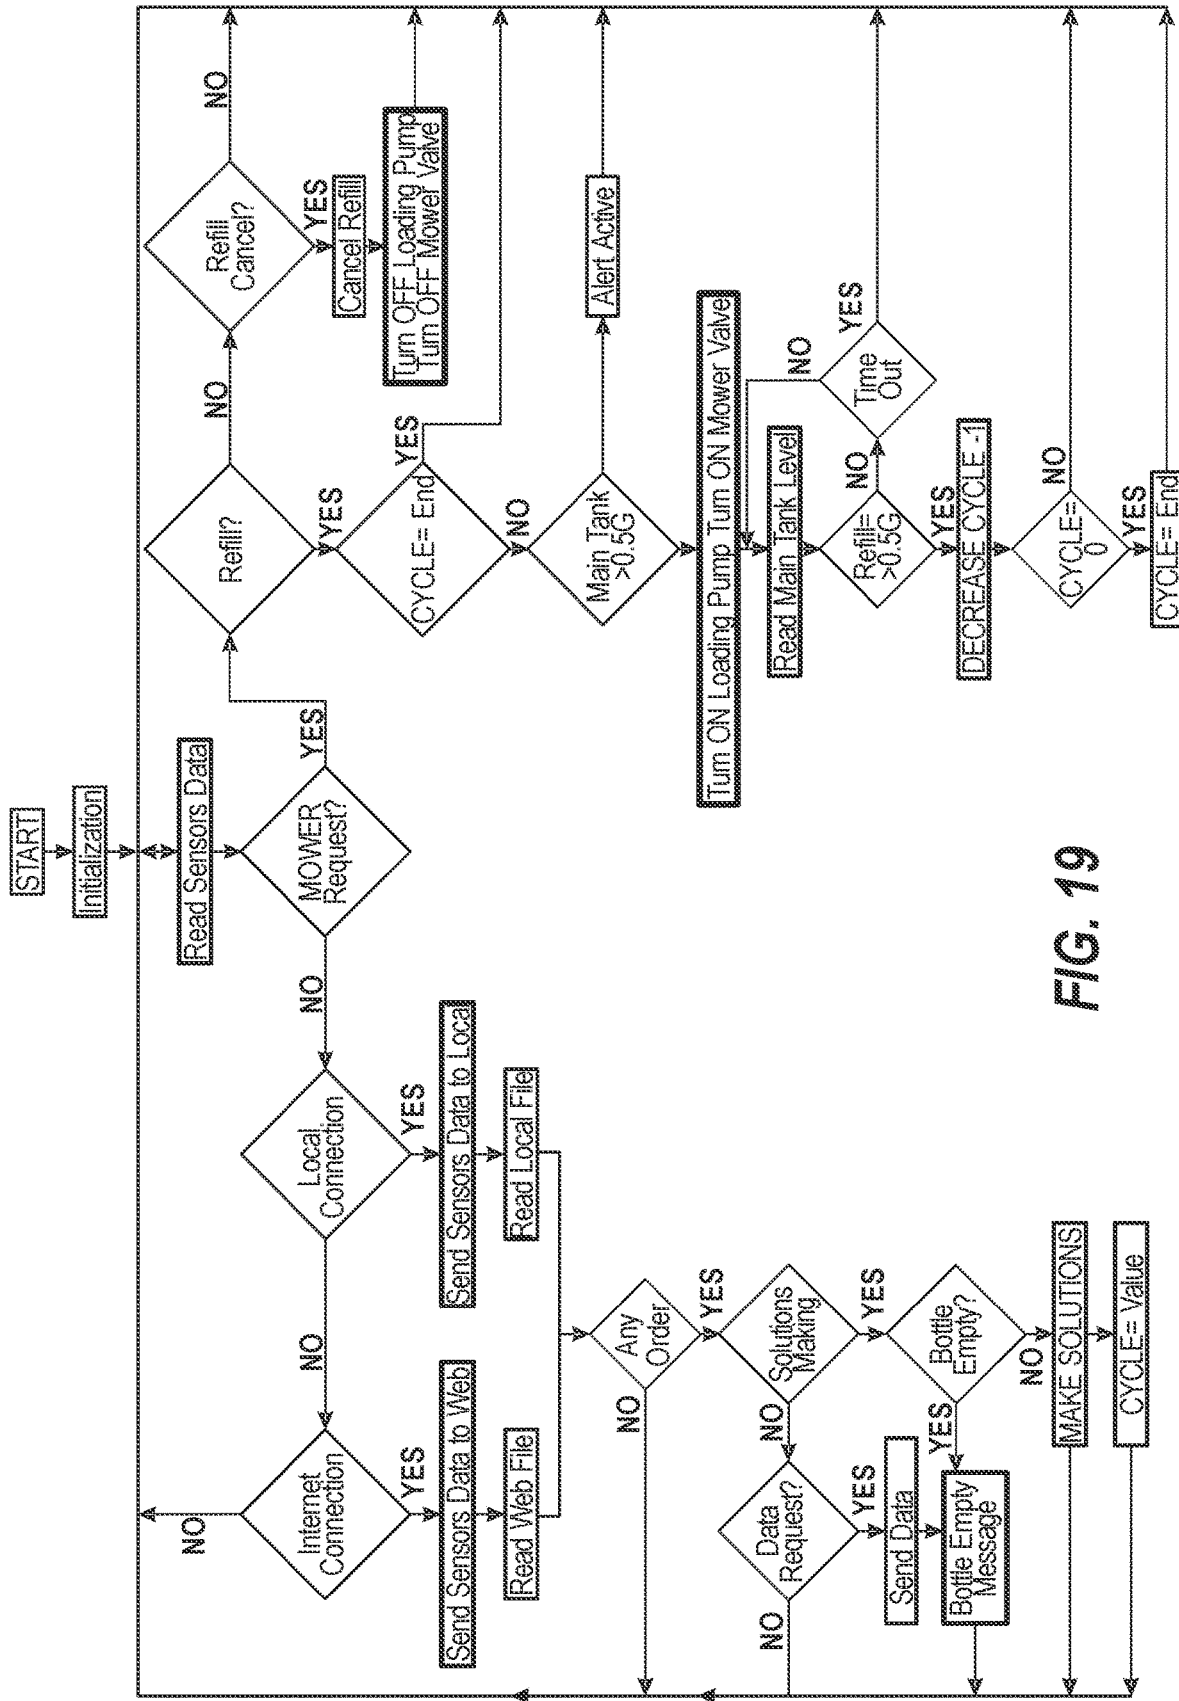 START
Initialization
Read Sensors Data
MOWER
Request?
YES
NO
Refill?
NO
YES
Refill
Cancel?
NO
YES
Cancel Refill
Turn OFF Loading Pump
Turn OFF Mower Valve
CYCLE= End
YES
NO
Main Tank
>0.5G
Alert Active
Turn ON Loading Pump Turn ON Mower Valve
Read Main Tank Level
Refill=
>0.5G
NO
YES
Time
Out
NO
YES
DECREASE CYCLE -1
CYCLE=
0
NO
YES
CYCLE= End
Local
Connection
NO
YES
Send Sensors Data to Local
Read Local File
Internet
Connection
NO
YES
Send Sensors Data to Web
Read Web File
Any
Order
NO
YES
Solutions
Making
NO
YES
Data
Request?
NO
YES
Send Data
Bottle
Empty?
YES
NO
Bottle Empty
Message
MAKE SOLUTIONS
CYCLE= Value
FIG. 19